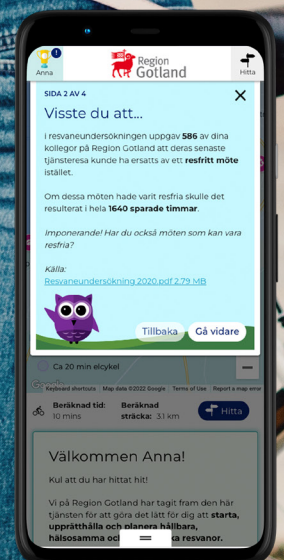 Anna
!
Region
Gotland
Hitta
SIDA 2 AV 4
Visste du att...
I resvaneundersökningen uppgav 586 av dina
kollegor på Region Gotland att deras senaste
tjänsteresa kunde ha ersatts av ett resfritt möte
istället.
Om dessa möten hade varit resfria skulle det
resulterat i hela 1640 sparade timmar.
Imponerande! Har du också möten som kan vara
resfria?
Källa:
Resvaneundersökning 2020.pdf 2.79 MB
Tillbaka
Gå vidare
Ca 20 min elcykel
Keyboard shortcuts Map data ©2022 Google Terms of Use Report a map error
Beräknad tid:
10 mins
Beräknad
sträcka: 3.1 km
Hitta
Välkommen Anna!
Kul att du har hittat hit!
Vi på Region Gotland har tagit fram den här
tjänsten för att göra det lätt för dig att starta,
upprätthålla och planera hållbara,
hälsosamma oc ka resvanor.